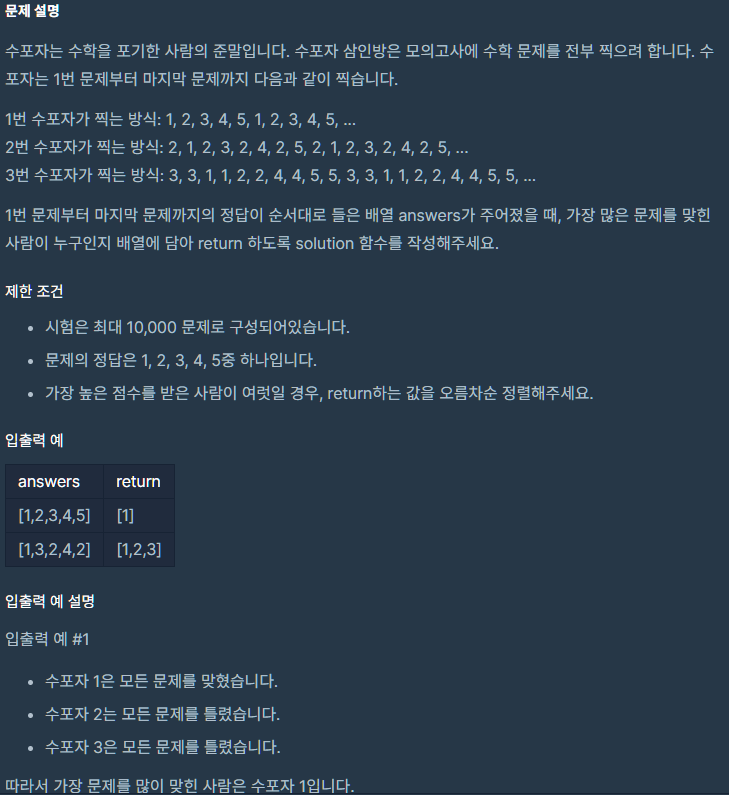 문제 설명
수포자는 수학을 포기한 사람의 준말입니다. 수포자 삼인방은 모의고사에 수학 문제를 전부 찍으려 합니다. 수
포자는 1번 문제부터 마지막 문제까지 다음과 같이 찍습니다.
1번 수포자가 찍는 방식: 1, 2, 3, 4, 5, 1, 2, 3, 4, 5, ...
2번 수포자가 찍는 방식: 2, 1, 2, 3, 2, 4, 2, 5, 2, 1, 2, 3, 2, 4, 2, 5, ...
3번 수포자가 찍는 방식: 3, 3, 1, 1, 2, 2, 4, 4, 5, 5, 3, 3, 1, 1, 2, 2, 4, 4, 5, 5, ...
1번 문제부터 마지막 문제까지의 정답이 순서대로 들은 배열 answers가 주어졌을 때, 가장 많은 문제를 맞힌
사람이 누구인지 배열에 담아 return 하도록 solution 함수를 작성해주세요.
제한 조건
• 시험은 최대 10,000 문제로 구성되어있습니다.
• 문제의 정답은 1, 2, 3, 4, 5중 하나입니다.
• 가장 높은 점수를 받은 사람이 여럿일 경우, return하는 값을 오름차순 정렬해주세요.
입출력 예
answers return
[1,2,3,4,5] [1]
[1,3,2,4,2] [1,2,3]
입출력 예 설명
입출력 예 #1
• 수포자 1은 모든 문제를 맞혔습니다.
• 수포자 2는 모든 문제를 틀렸습니다.
• 수포자 3은 모든 문제를 틀렸습니다.
따라서 가장 문제를 많이 맞힌 사람은 수포자 1입니다.